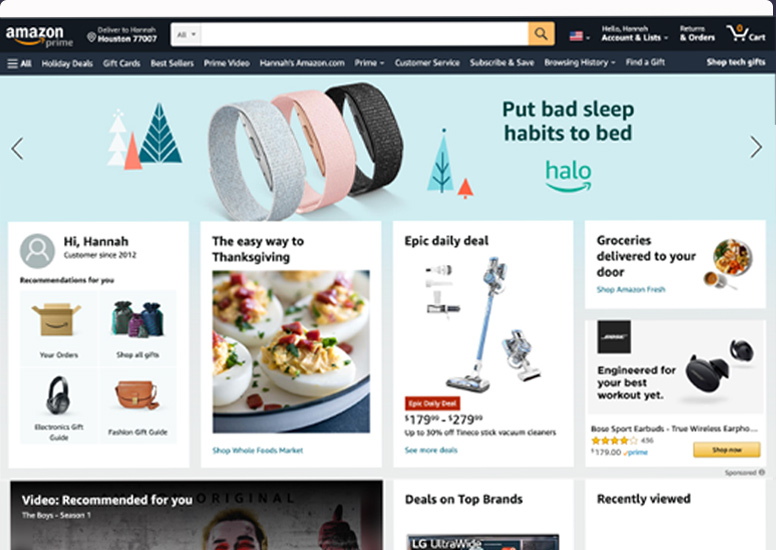 amazon
prime
Deliver to Hannah
Houston 77007
All
Hello, Hannah
Account & Lists
Returns
& Orders
0
Cart
All
Holiday Deals
Gift Cards
Best Sellers
Prime Video
Hannah's Amazon.com
Prime
Customer Service
Subscribe & Save
Browsing History
Find a Gift
Shop tech gifts
Put bad sleep
habits to bed
halo
Hi, Hannah
Customer since 2012
Recommendations for you
Your Orders
Shop all gifts
Electronics Gift
Guide
Fashion Gift Guide
The easy way to
Thanksgiving
Shop Whole Foods Market
Epic daily deal
Epic Daily Deal
$179⁹⁹ - $279⁹⁹
Up to 30% off Tineco stick vacuum cleaners
See more deals
Groceries
delivered to your
door
Shop Amazon Fresh
BOSE
Engineered for
your best
workout yet.
Bose Sport Earbuds - True Wireless Earpho...
436
$179.00 prime
Shop now
Sponsored
Video: Recommended for you
The Boys - Season 1
ORIGINAL
Deals on Top Brands
LG UltraWide
Recently viewed